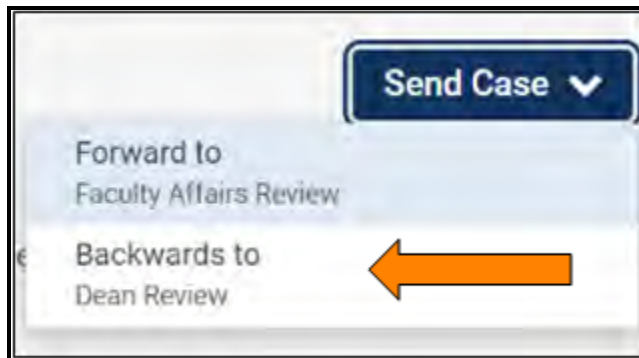 Send Case
Forward to
Faculty Affairs Review
Backwards to
Dean Review